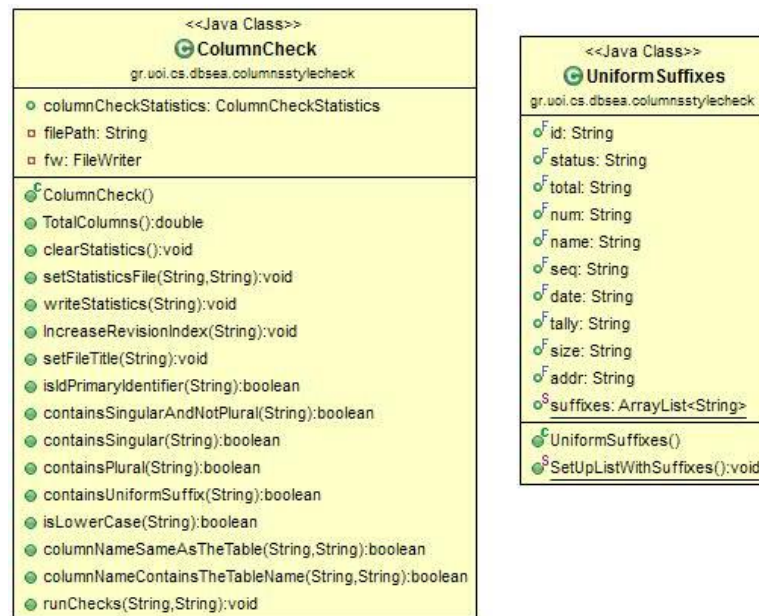 <<Java Class>>
ColumnCheck
gr.uoi.cs.dbsea.columnsstylecheck
columnCheckStatistics: ColumnCheckStatistics
filePath: String
fw: FileWriter
ColumnCheck()
TotalColumns():double
clearStatistics():void
setStatisticsFile(String,String):void
writeStatistics(String):void
IncreaseRevisionIndex(String):void
setFileTitle(String):void
isIdPrimaryIdentifier(String):boolean
containsSingularAndNotPlural(String):boolean
containsSingular(String):boolean
containsPlural(String):boolean
containsUniformSuffix(String):boolean
isLowerCase(String):boolean
columnNameSameAsTheTable(String,String):boolean
columnNameContainsTheTableName(String,String):boolean
runChecks(String,String):void
<<Java Class>>
UniformSuffixes
gr.uoi.cs.dbsea.columnsstylecheck
id: String
status: String
total: String
num: String
name: String
seq: String
date: String
tally: String
size: String
addr: String
suffixes: ArrayList<String>
UniformSuffixes()
SetUpListWithSuffixes():void